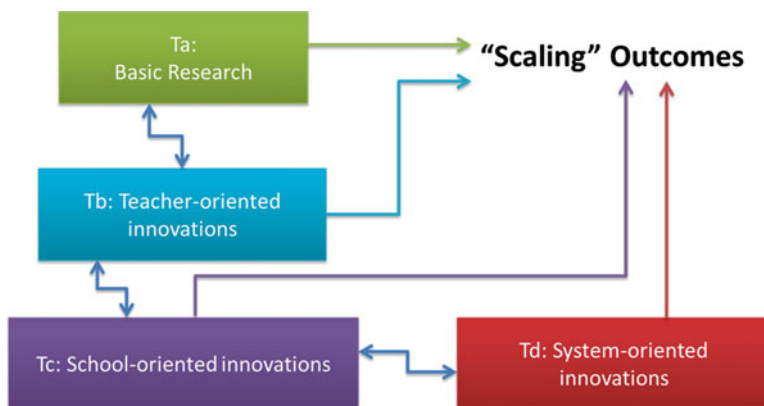 Ta:
Basic Research
“Scaling” Outcomes
Tb: Teacher-oriented
innovations
Tc: School-oriented innovations
Td: System-oriented
innovations